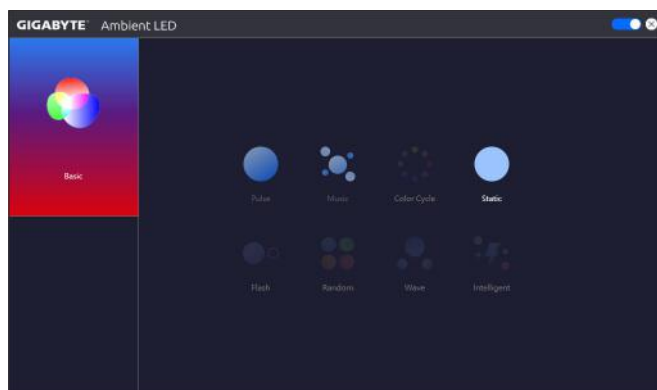 GIGABYTE Ambient LED
Basic
Pulse Music Color Cycle Static
Flash Random Wave Intelligent